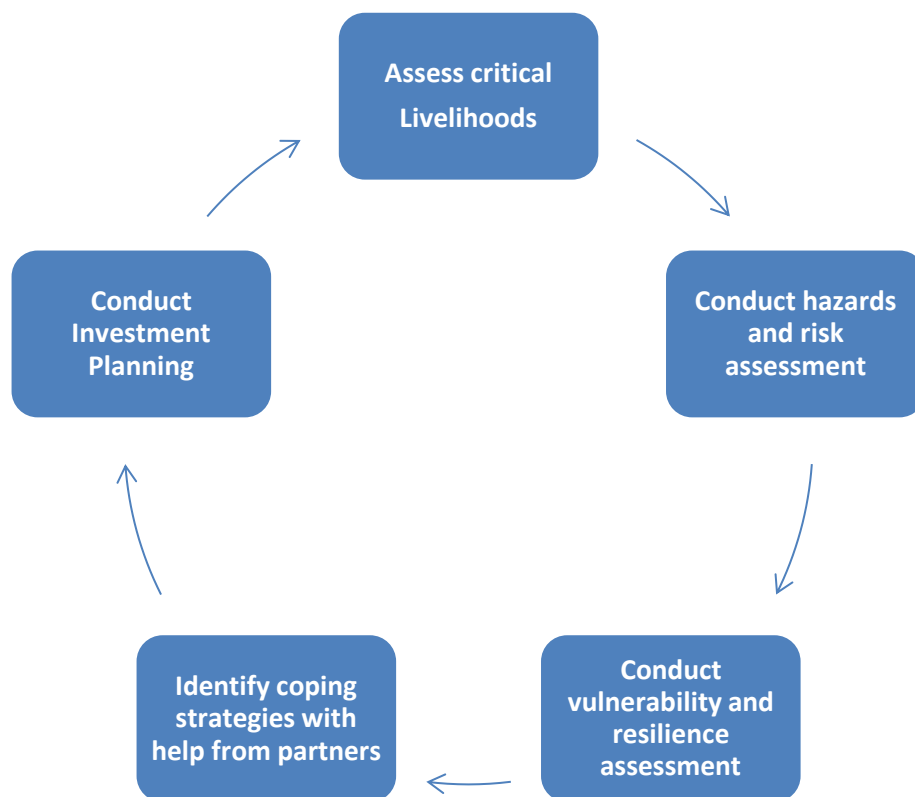 Assess critical
Livelihoods
Conduct hazards
and risk
assessment
Conduct
vulnerability and
resilience
assessment
Identify coping
strategies with
help from partners
Conduct
Investment
Planning